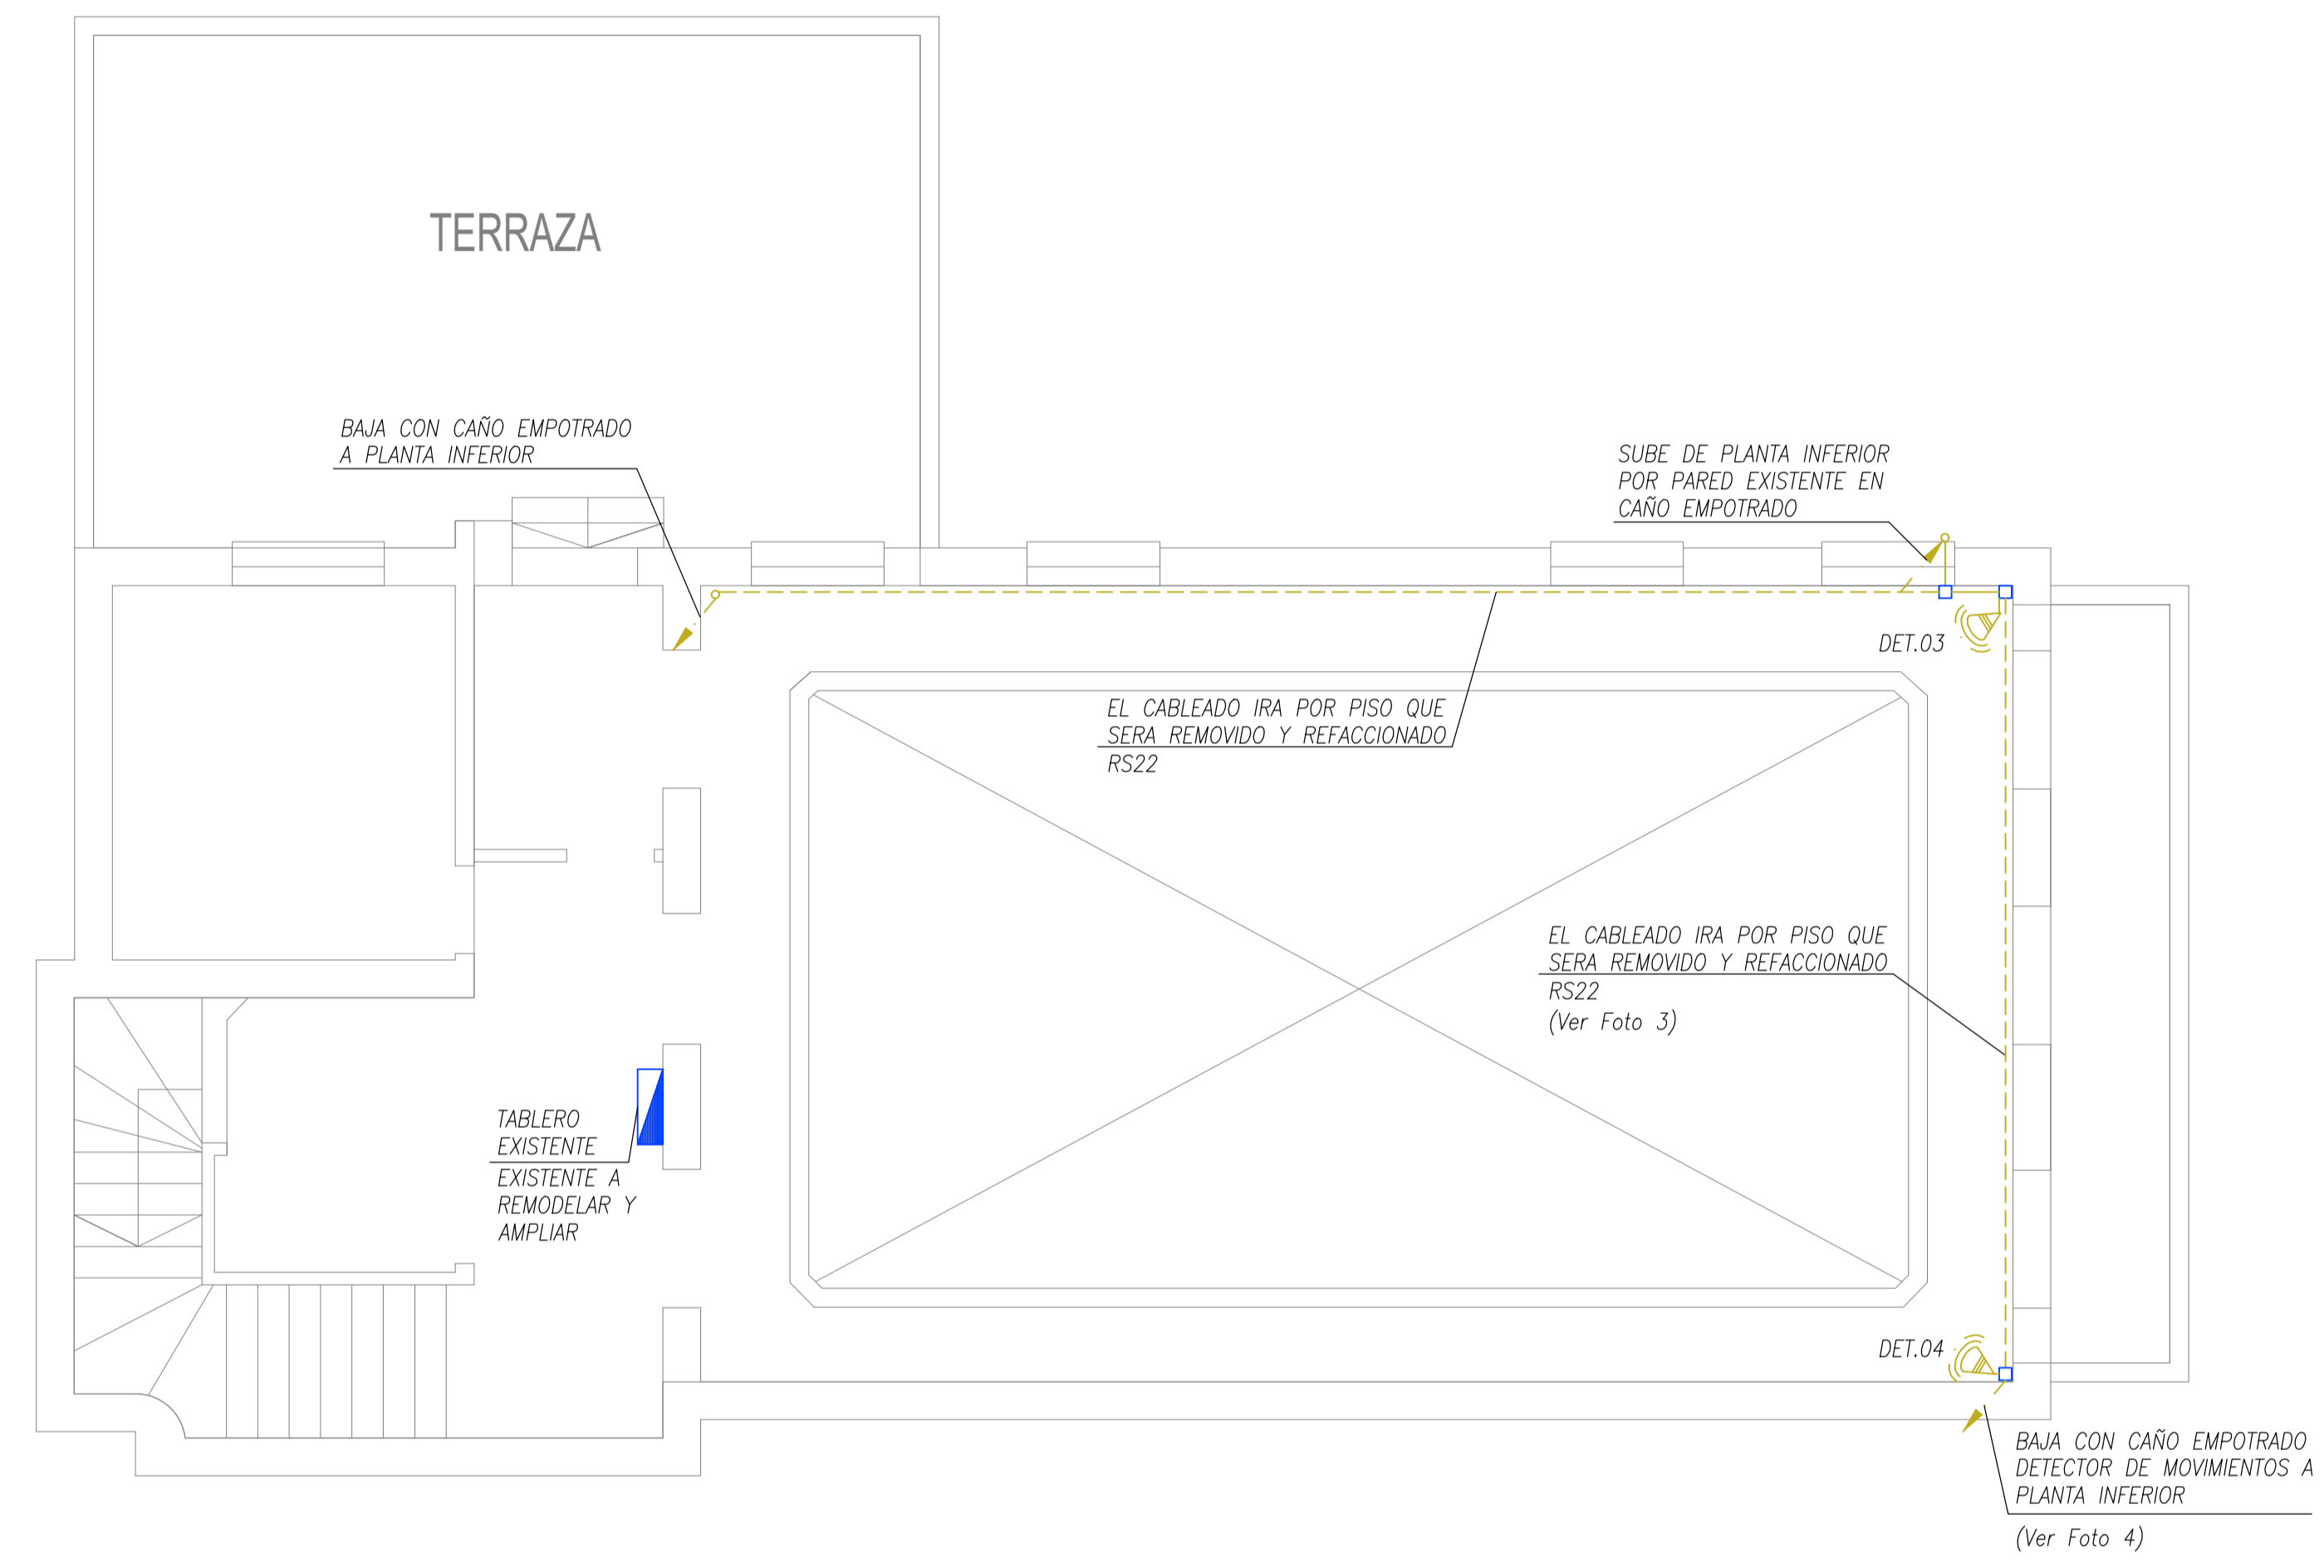 TERRAZA
BAJA CON CAÑO EMPOTRADO
A PLANTA INFERIOR
SUBE DE PLANTA INFERIOR
POR PARED EXISTENTE EN
CAÑO EMPOTRADO
DET.03
EL CABLEADO IRA POR PISO QUE
SERA REMOVIDO Y REFACCIONADO
RS22
EL CABLEADO IRA POR PISO QUE
SERA REMOVIDO Y REFACCIONADO
RS22
(Ver Foto 3)
TABLERO
EXISTENTE
EXISTENTE A
REMODELAR Y
AMPLIAR
DET.04
BAJA CON CAÑO EMPOTRADO
DETECTOR DE MOVIMIENTOS A
PLANTA INFERIOR
(Ver Foto 4)